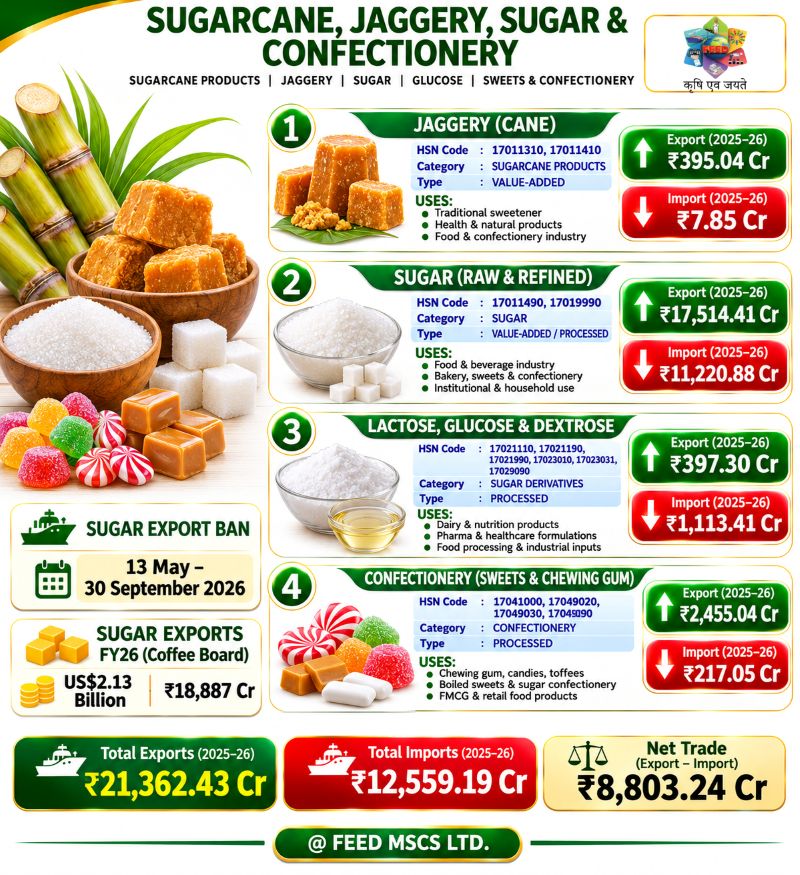 SUGARCANE, JAGGERY, SUGAR &
CONFECTIONERY
SUGARCANE PRODUCTS | JAGGERY | SUGAR | GLUCOSE | SWEETS & CONFECTIONERY
कृषि एव जयते
1
JAGGERY (CANE)
HSN Code : 17011310, 17011410
Category : SUGARCANE PRODUCTS
Type : VALUE-ADDED
USES:
Traditional sweetener
Health & natural products
Food & confectionery industry
Export (2025–26)
₹395.04 Cr
Import (2025–26)
₹7.85 Cr
2
SUGAR (RAW & REFINED)
HSN Code : 17011490, 17019990
Category : SUGAR
Type : VALUE-ADDED / PROCESSED
USES:
Food & beverage industry
Bakery, sweets & confectionery
Institutional & household use
Export (2025–26)
₹17,514.41 Cr
Import (2025–26)
₹11,220.88 Cr
3
LACTOSE, GLUCOSE & DEXTROSE
HSN Code : 17021110, 17021190,
17021990, 17023010, 17023031,
17029090
Category : SUGAR DERIVATIVES
Type : PROCESSED
USES:
Dairy & nutrition products
Pharma & healthcare formulations
Food processing & industrial inputs
Export (2025–26)
₹397.30 Cr
Import (2025–26)
₹1,113.41 Cr
4
CONFECTIONERY (SWEETS & CHEWING GUM)
HSN Code : 17041000, 17049020,
17049030,
Category : CONFECTIONERY
Type : PROCESSED
USES:
Chewing gum, candies, toffees
Boiled sweets & sugar confectionery
FMCG & retail food products
Export (2025–26)
₹2,455.04 Cr
Import (2025–26)
₹217.05 Cr
SUGAR EXPORT BAN
13 May –
30 September 2026
SUGAR EXPORTS
FY26 (Coffee Board)
US$2.13
Billion | ₹18,887 Cr
Total Exports (2025–26)
₹21,362.43 Cr
Total Imports (2025–26)
₹12,559.19 Cr
Net Trade
(Export – Import)
₹8,803.24 Cr
@ FEED MSCS LTD.